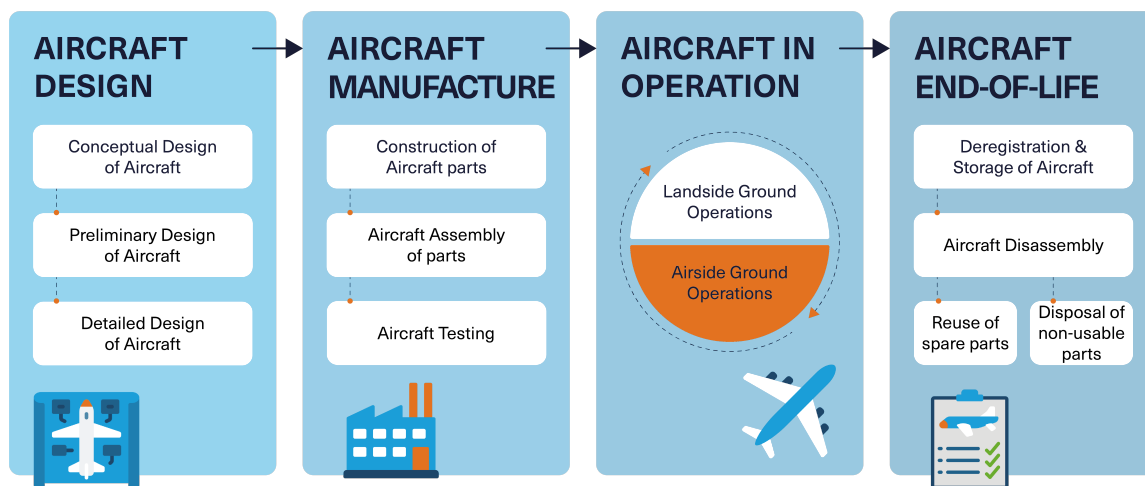 AIRCRAFT
DESIGN
Conceptual Design
of Aircraft
Preliminary Design
of Aircraft
Detailed Design
of Aircraft
AIRCRAFT
MANUFACTURE
Construction of
Aircraft parts
Aircraft Assembly
of parts
Aircraft Testing
AIRCRAFT IN
OPERATION
Landside Ground
Operations
Airside Ground
Operations
AIRCRAFT
END-OF-LIFE
Deregistration &
Storage of Aircraft
Aircraft Disassembly
Reuse of
spare parts
Disposal of
non-usable
parts